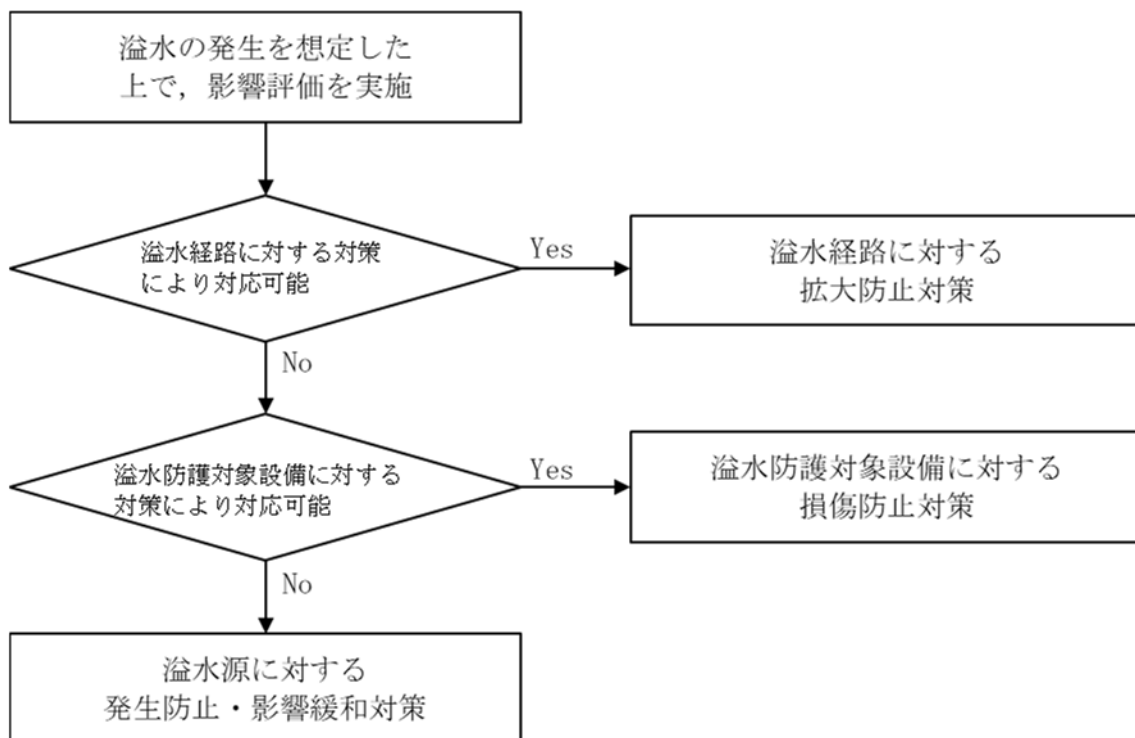 溢水の発生を想定した
上で，影響評価を実施
溢水経路に対する対策
により対応可能
Yes
溢水経路に対する
拡大防止対策
No
溢水防護対象設備に対する
対策により対応可能
Yes
溢水防護対象設備に対する
損傷防止対策
No
溢水源に対する
発生防止・影響緩和対策